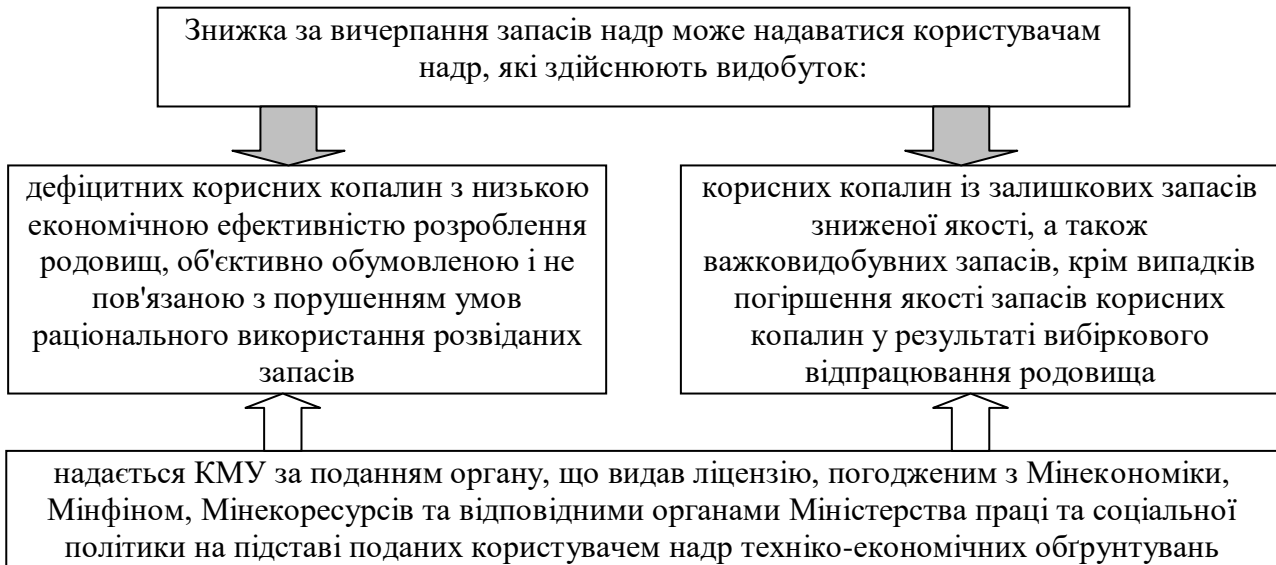 Знижка за вичерпання запасів надр може надаватися користувачам
надр, які здійснюють видобуток:
дефіцитних корисних копалин з низькою
економічною ефективністю розроблення
родовищ, об'єктивно обумовленою і не
пов'язаною з порушенням умов
раціонального використання розвіданих
запасів
корисних копалин із залишкових запасів
зниженої якості, а також
важковидобувних запасів, крім випадків
погіршення якості запасів корисних
копалин у результаті вибіркового
відпрацювання родовища
надається КМУ за поданням органу, що видав ліцензію, погодженим з Мінекономіки,
Мінфіном, Мінекоресурсів та відповідними органами Міністерства праці та соціальної
політики на підставі поданих користувачем надр техніко-економічних обґрунтувань